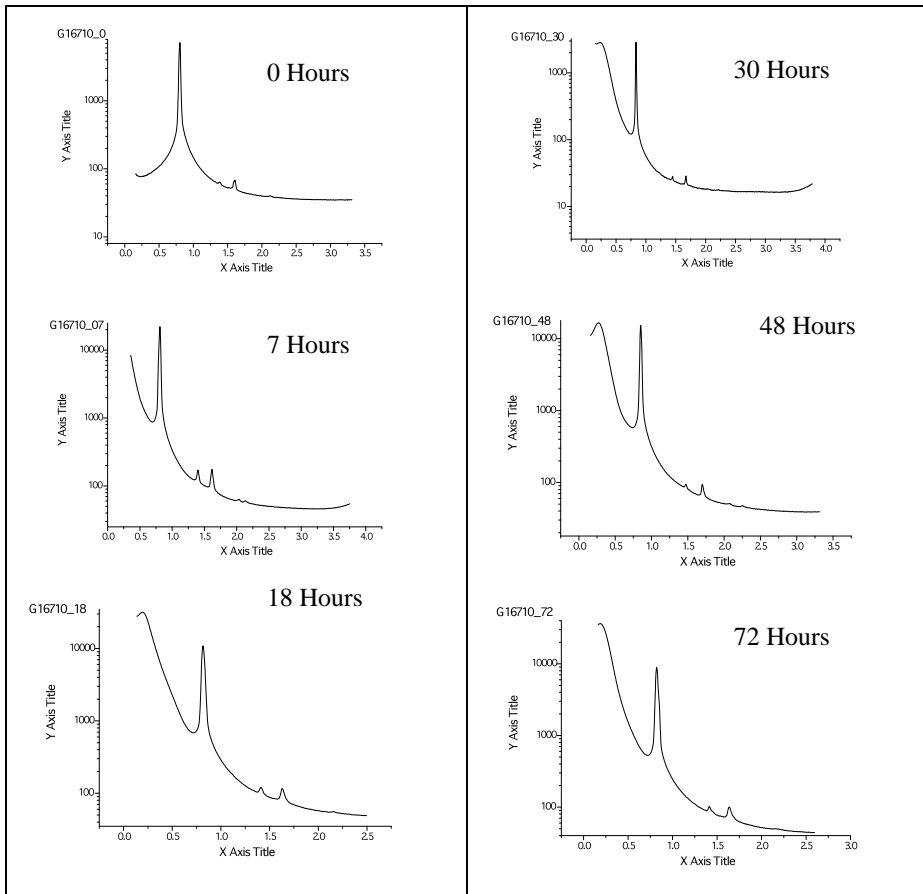 G16710_0
0 Hours
1000
100
10
Y Axis Title
0.0 0.5 1.0 1.5 2.0 2.5 3.0 3.5
X Axis Title
G16710_07
7 Hours
10000
1000
100
Y Axis Title
0.0 0.5 1.0 1.5 2.0 2.5 3.0 3.5 4.0
X Axis Title
G16710_18
18 Hours
10000
1000
100
Y Axis Title
0.0 0.5 1.0 1.5 2.0 2.5
X Axis Title
G16710_30
30 Hours
1000
100
10
Y Axis Title
0.0 0.5 1.0 1.5 2.0 2.5 3.0 3.5 4.0
X Axis Title
G16710_48
48 Hours
10000
1000
100
Y Axis Title
0.0 0.5 1.0 1.5 2.0 2.5 3.0 3.5
X Axis Title
G16710_72
72 Hours
10000
1000
100
Y Axis Title
0.0 0.5 1.0 1.5 2.0 2.5 3.0
X Axis Title